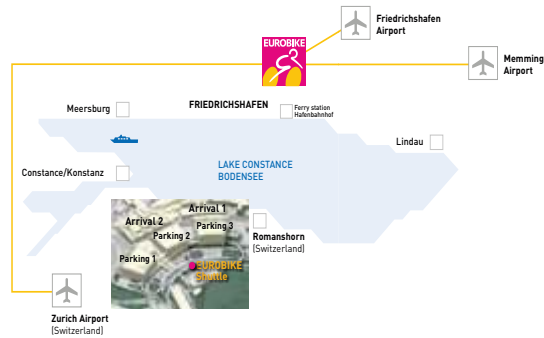 Friedrichshafen
Airport
EUROBIKE
Memming
Airport
Meersburg
FRIEDRICHSHAFEN
Ferry station
Hafenbahnhof
Lindau
LAKE CONSTANCE
BODENSEE
Constance/Konstanz
Arrival 1
Arrival 2
Parking 3
Parking 2
Parking 1
EUROBIKE
Shuttle
Romanshorn
(Switzerland)
Zurich Airport
(Switzerland)